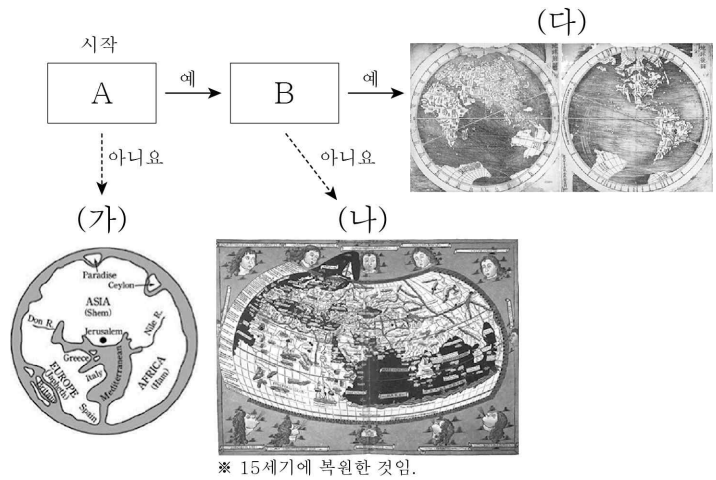 시작
A
예
B
예
(다)
아니요
아니요
(가)
(나)
Paradise
Ceylon
ASIA
(Shem)
Don R.
Jerusalem
Nile R.
Greece
Italy
Mediterranean
EUROPE
AFRICA
(Ham)
Spain
※ 15세기에 복원한 것임.